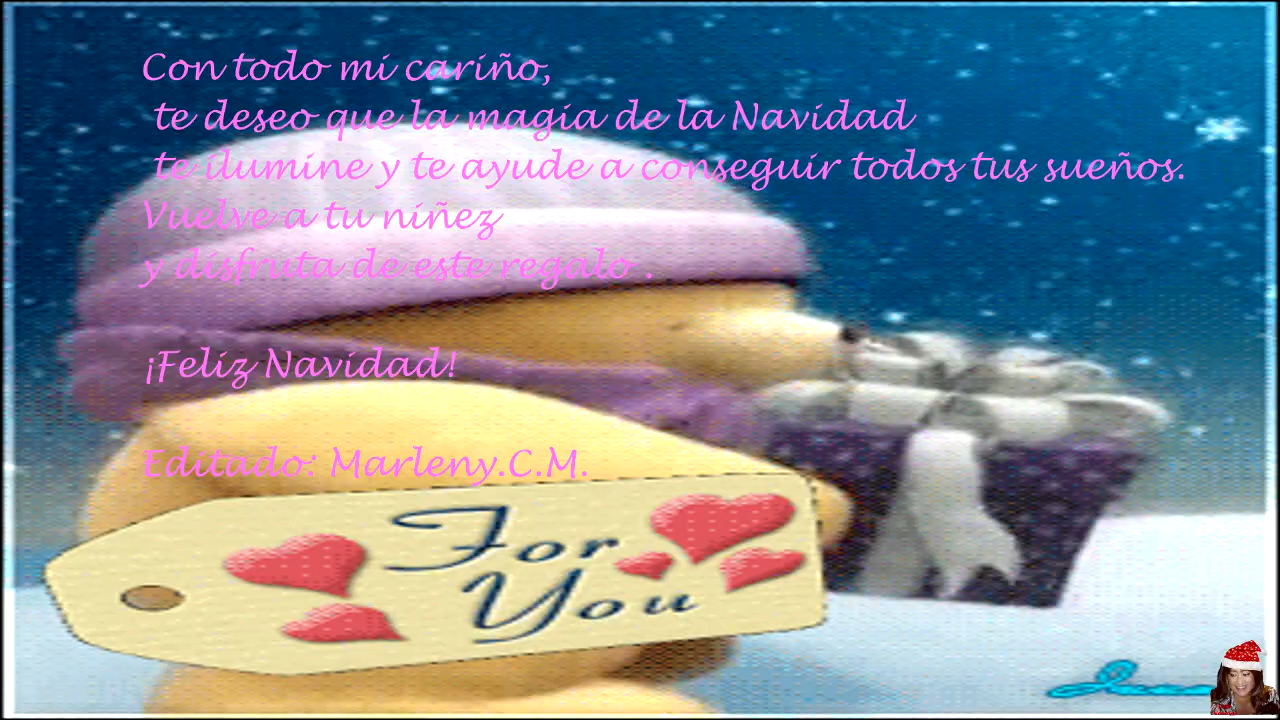 Con todo mi cariño,
te deseo que la magia de la Navidad
te ilumine y te ayude a conseguir todos tus sueños.
Vuelve a tu niñez
y disfruta de este regalo .
¡Feliz Navidad!
Editado: Marleny.C.M.
For
You